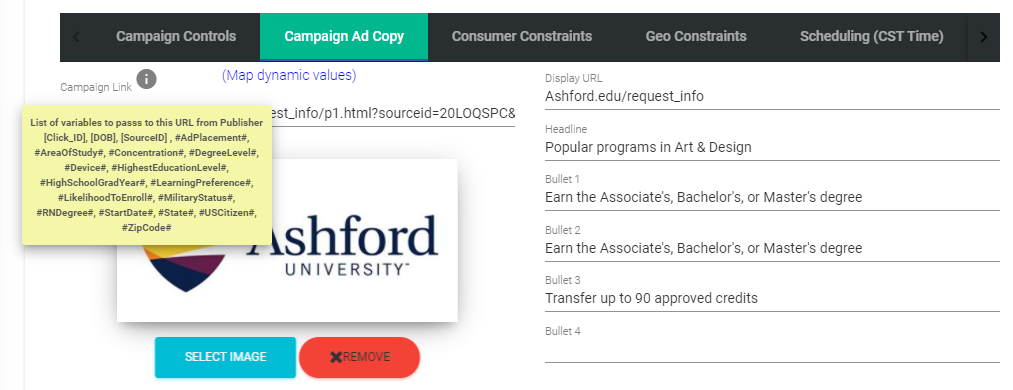 Campaign Controls
Campaign Ad Copy
Consumer Constraints
Geo Constraints
Scheduling (CST Time)
Campaign Link
(Map dynamic values)
est_info/p1.html?sourceid=20LOQSPC&
List of variables to passs to this URL from Publisher
[Click_ID], [DOB], [SourceID] , #AdPlacement#,
#AreaOfStudy#, #Concentration#, #DegreeLevel#,
#Device#, #HighestEducationLevel#,
#HighSchoolGradYear#, #LearningPreference#,
#LikelihoodToEnroll#, #MilitaryStatus#,
#RNDegree#, #StartDate#, #State#, #USCitizen#,
#ZipCode#
Ashford
UNIVERSITY™
SELECT IMAGE
✖REMOVE
Display URL
Ashford.edu/request_info
Headline
Popular programs in Art & Design
Bullet 1
Earn the Associate's, Bachelor's, or Master's degree
Bullet 2
Earn the Associate's, Bachelor's, or Master's degree
Bullet 3
Transfer up to 90 approved credits
Bullet 4